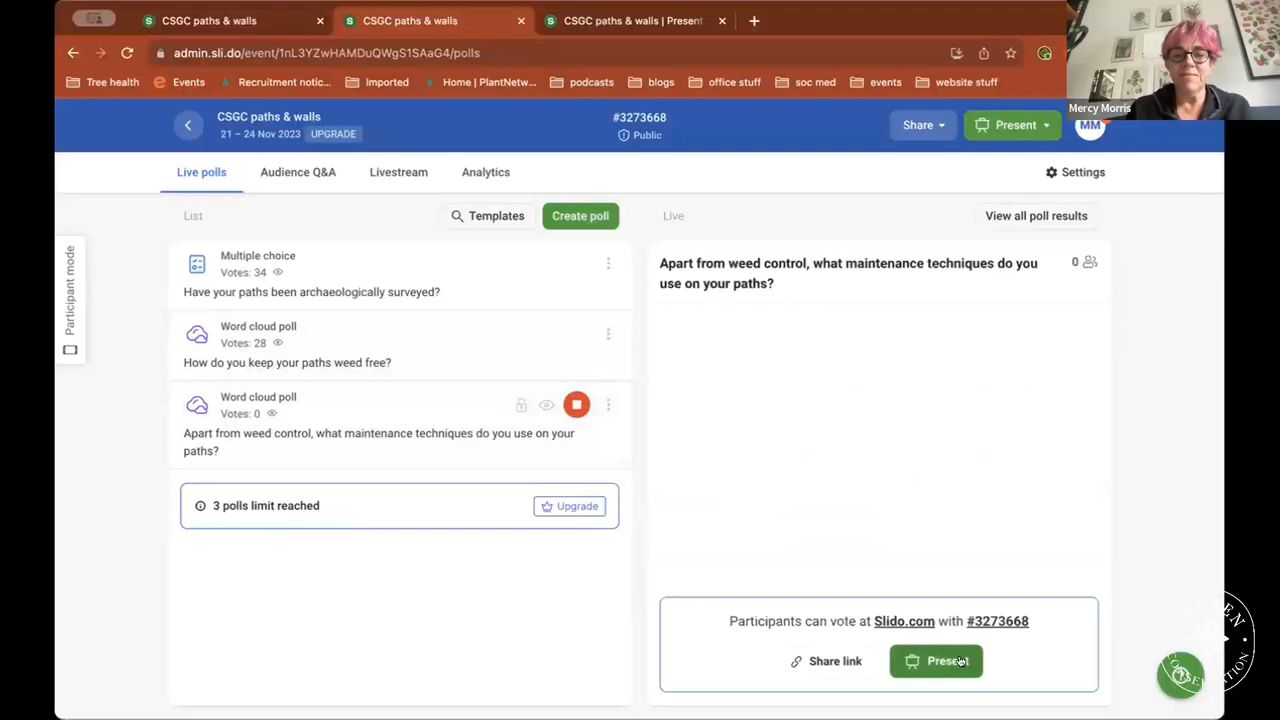 CSGC paths & walls
CSGC paths & walls
CSGC paths & walls | Present
admin.sli.do/event/1nL3YZwHAMDuQWgS1SAaG4/polls
Tree health
Events
Recruitment notic...
Imported
Home | PlantNetw...
podcasts
blogs
office stuff
soc med
events
website stuff
Mercy Morris
CSGC paths & walls
21 – 24 Nov 2023 UPGRADE
#3273668
Public
Share
Present
MM
Live polls
Audience Q&A
Livestream
Analytics
Settings
Participant mode
List
Templates
Create poll
Live
View all poll results
Multiple choice
Votes: 34
Have your paths been archaeologically surveyed?
Word cloud poll
Votes: 28
How do you keep your paths weed free?
Word cloud poll
Votes: 0
Apart from weed control, what maintenance techniques do you use on your
paths?
3 polls limit reached
Upgrade
Apart from weed control, what maintenance techniques do you
use on your paths?
0
Participants can vote at Slido.com with #3273668
Share link
Present